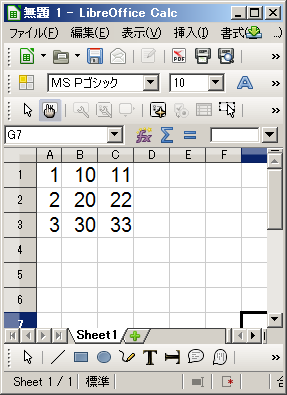 無題 1 - LibreOffice Calc
ファイル(F) 編集(E) 表示(V) 挿入(I) 書式(O)
MS Pゴシック 10
G7
A B C D E F
1 1 10 11
2 2 20 22
3 3 30 33
4
5
6
7
Sheet1
Sheet 1 / 1 標準